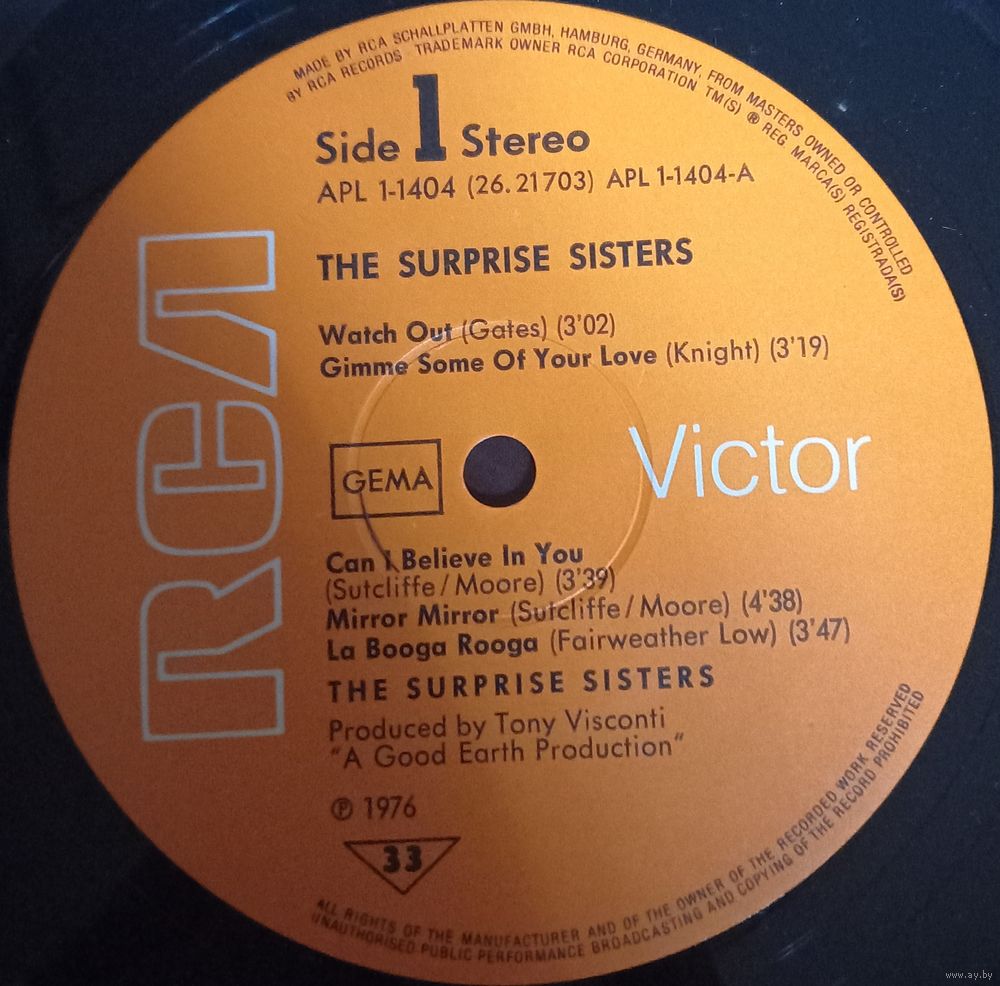 MADE BY RCA SCHALLPLATTEN GMBH, HAMBURG, GERMANY, FROM MASTERS OWNED OR CONTROLLED
BY RCA RECORDS TRADEMARK OWNER RCA CORPORATION TM(S) ® REG. MARCA(S) REGISTRADA(S)
Side 1 Stereo
APL 1-1404 (26.21703) APL 1-1404-A
THE SURPRISE SISTERS
Watch Out (Gates) (3'02)
Gimme Some Of Your Love (Knight) (3'19)
RCA
GEMA
Victor
Can I Believe In You
(Sutcliffe/Moore) (3'39)
Mirror Mirror (Sutcliffe/Moore) (4'38)
La Booga Rooga (Fairweather Low) (3'47)
THE SURPRISE SISTERS
Produced by Tony Visconti
"A Good Earth Production"
℗ 1976
33
ALL RIGHTS OF THE MANUFACTURER AND OF THE OWNER OF THE RECORDED WORK RESERVED
UNAUTHORISED PUBLIC PERFORMANCE BROADCASTING AND COPYING OF THE RECORD PROHIBITED
www.ay.by